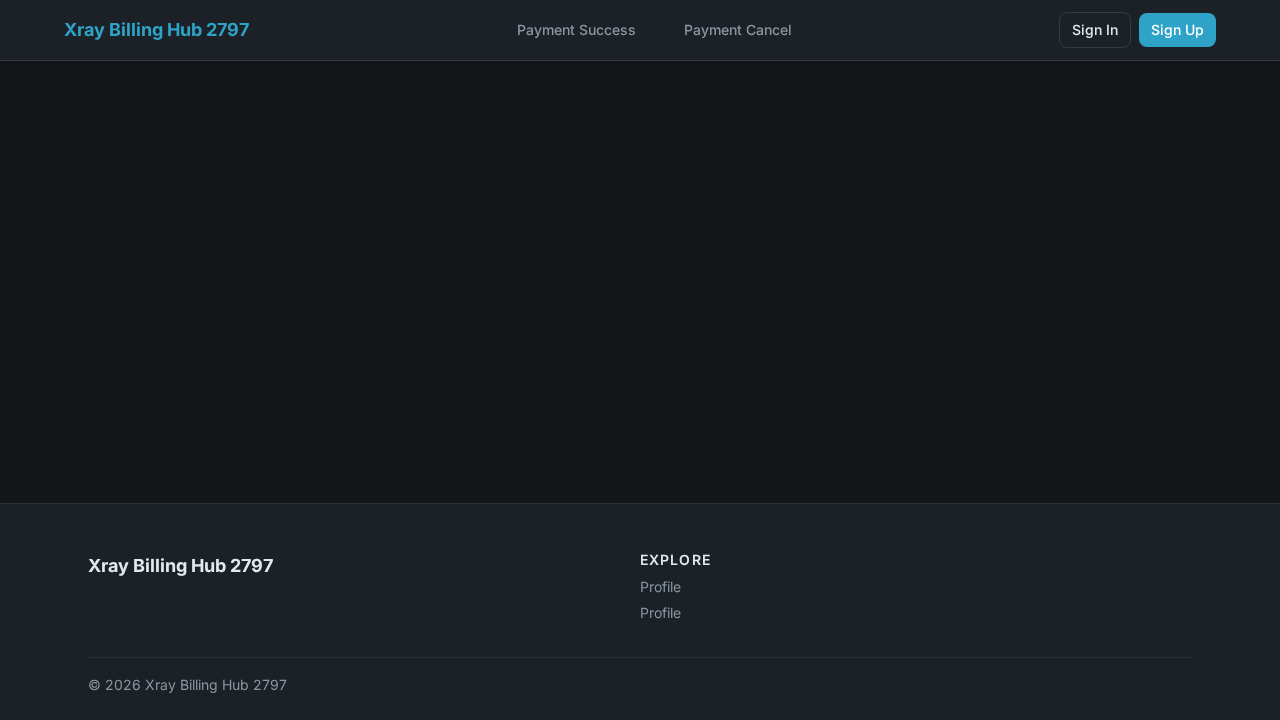 Xray Billing Hub 2797
Payment Success
Payment Cancel
Sign In
Sign Up
Xray Billing Hub 2797
EXPLORE
Profile
Profile
© 2026 Xray Billing Hub 2797